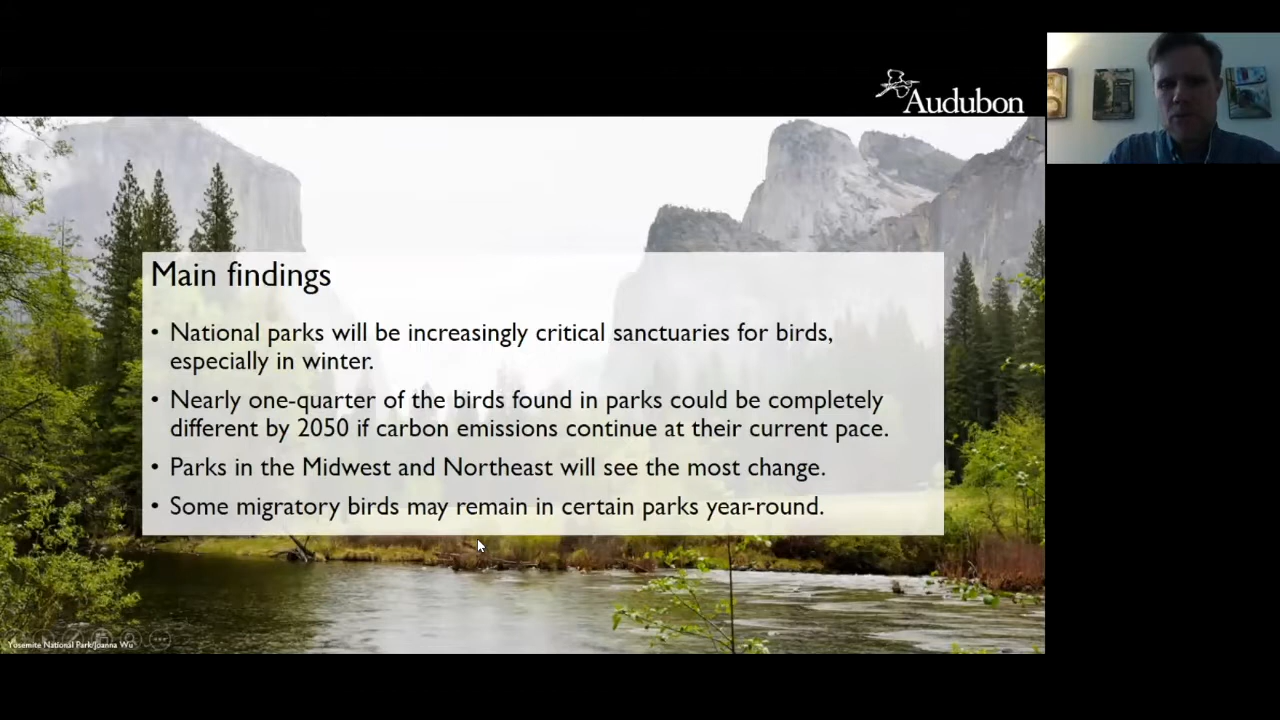 Audubon
Main findings
• National parks will be increasingly critical sanctuaries for birds,
especially in winter.
• Nearly one-quarter of the birds found in parks could be completely
different by 2050 if carbon emissions continue at their current pace.
• Parks in the Midwest and Northeast will see the most change.
• Some migratory birds may remain in certain parks year-round.
Yosemite National Park/Joanna Wu